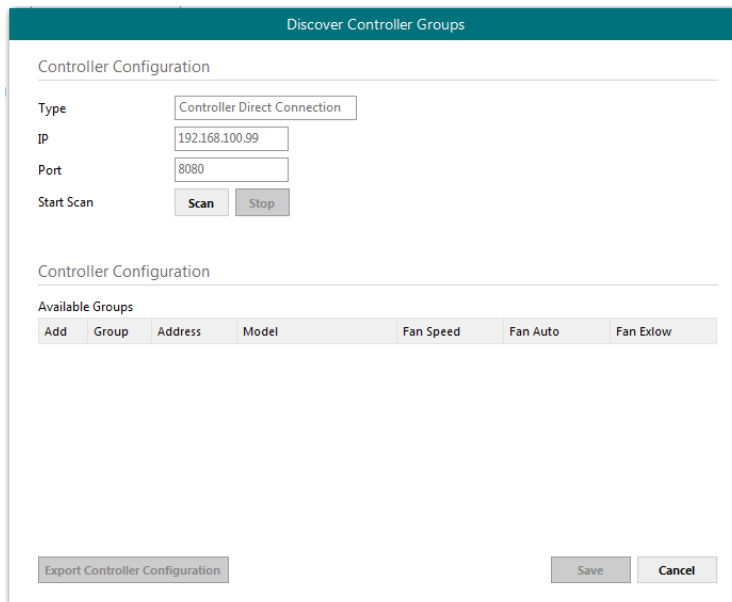 Discover Controller Groups
Controller Configuration
Type Controller Direct Connection
IP 192.168.100.99
Port 8080
Start Scan Scan Stop
Controller Configuration
Available Groups
Add Group Address Model Fan Speed Fan Auto Fan Exlow
Export Controller Configuration Save Cancel